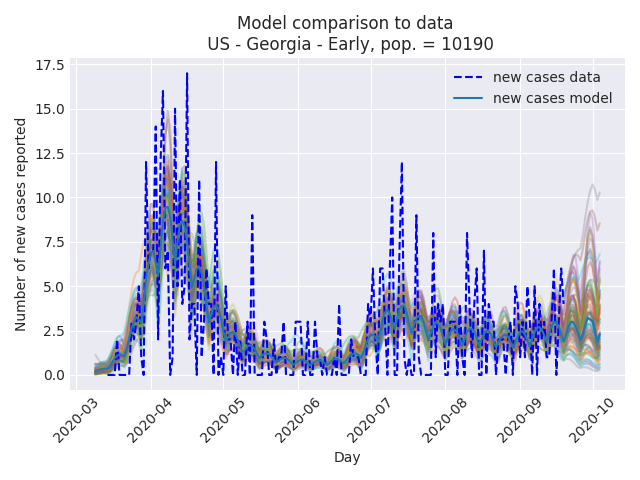 Model comparison to data
US - Georgia - Early, pop. = 10190
Number of new cases reported
17.5
15.0
12.5
10.0
7.5
5.0
2.5
0.0
new cases data
new cases model
2020-03
2020-04
2020-05
2020-06
2020-07
2020-08
2020-09
2020-10
Day